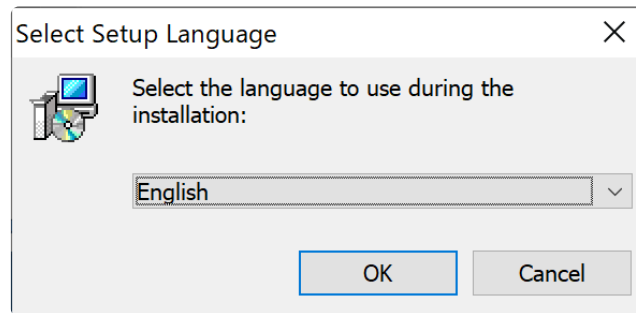 Select Setup Language
Select the language to use during the
installation:
English
OK
Cancel